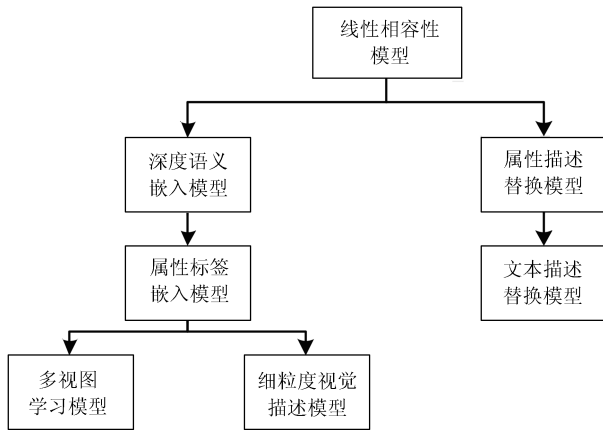 线性相容性
模型
深度语义
嵌入模型
属性描述
替换模型
属性标签
嵌入模型
文本描述
替换模型
多视图
学习模型
细粒度视觉
描述模型